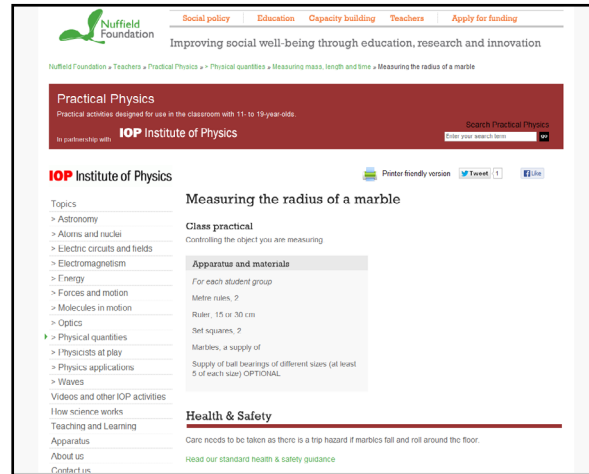 Nuffield
Foundation
Social policy
Education
Capacity building
Teachers
Apply for funding
Improving social well-being through education, research and innovation
Nuffield Foundation » Teachers » Practical Physics » > Physical quantities » Measuring mass, length and time » Measuring the radius of a marble
Practical Physics
Practical activities designed for use in the classroom with 11- to 19-year-olds.
In partnership with IOP Institute of Physics
Search Practical Physics
Enter your search term
go
IOP Institute of Physics
Printer friendly version
Tweet
1
Like
Topics
> Astronomy
> Atoms and nuclei
> Electric circuits and fields
> Electromagnetism
> Energy
> Forces and motion
> Molecules in motion
> Optics
> Physical quantities
> Physicists at play
> Physics applications
> Waves
Videos and other IOP activities
How science works
Teaching and Learning
Apparatus
About us
Contact us
Measuring the radius of a marble
Class practical
Controlling the object you are measuring
Apparatus and materials
For each student group
Metre rules, 2
Ruler, 15 or 30 cm
Set squares, 2
Marbles, a supply of
Supply of ball bearings of different sizes (at least
5 of each size) OPTIONAL
Health & Safety
Care needs to be taken as there is a trip hazard if marbles fall and roll around the floor.
Read our standard health & safety guidance